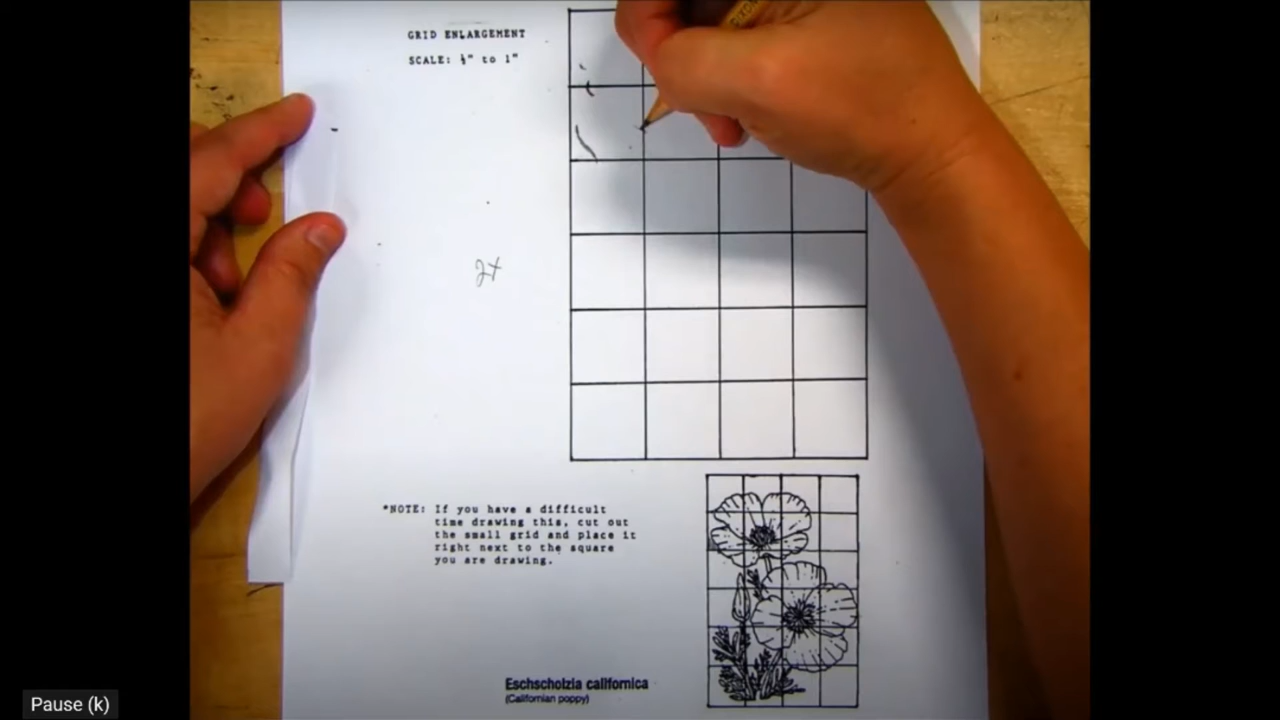 GRID ENLARGEMENT
SCALE: ½" to 1"
2x
*NOTE: If you have a difficult
time drawing this, cut out
the small grid and place it
right next to the square
you are drawing.
Eschscholzia californica
(Californian poppy)
Pause (k)